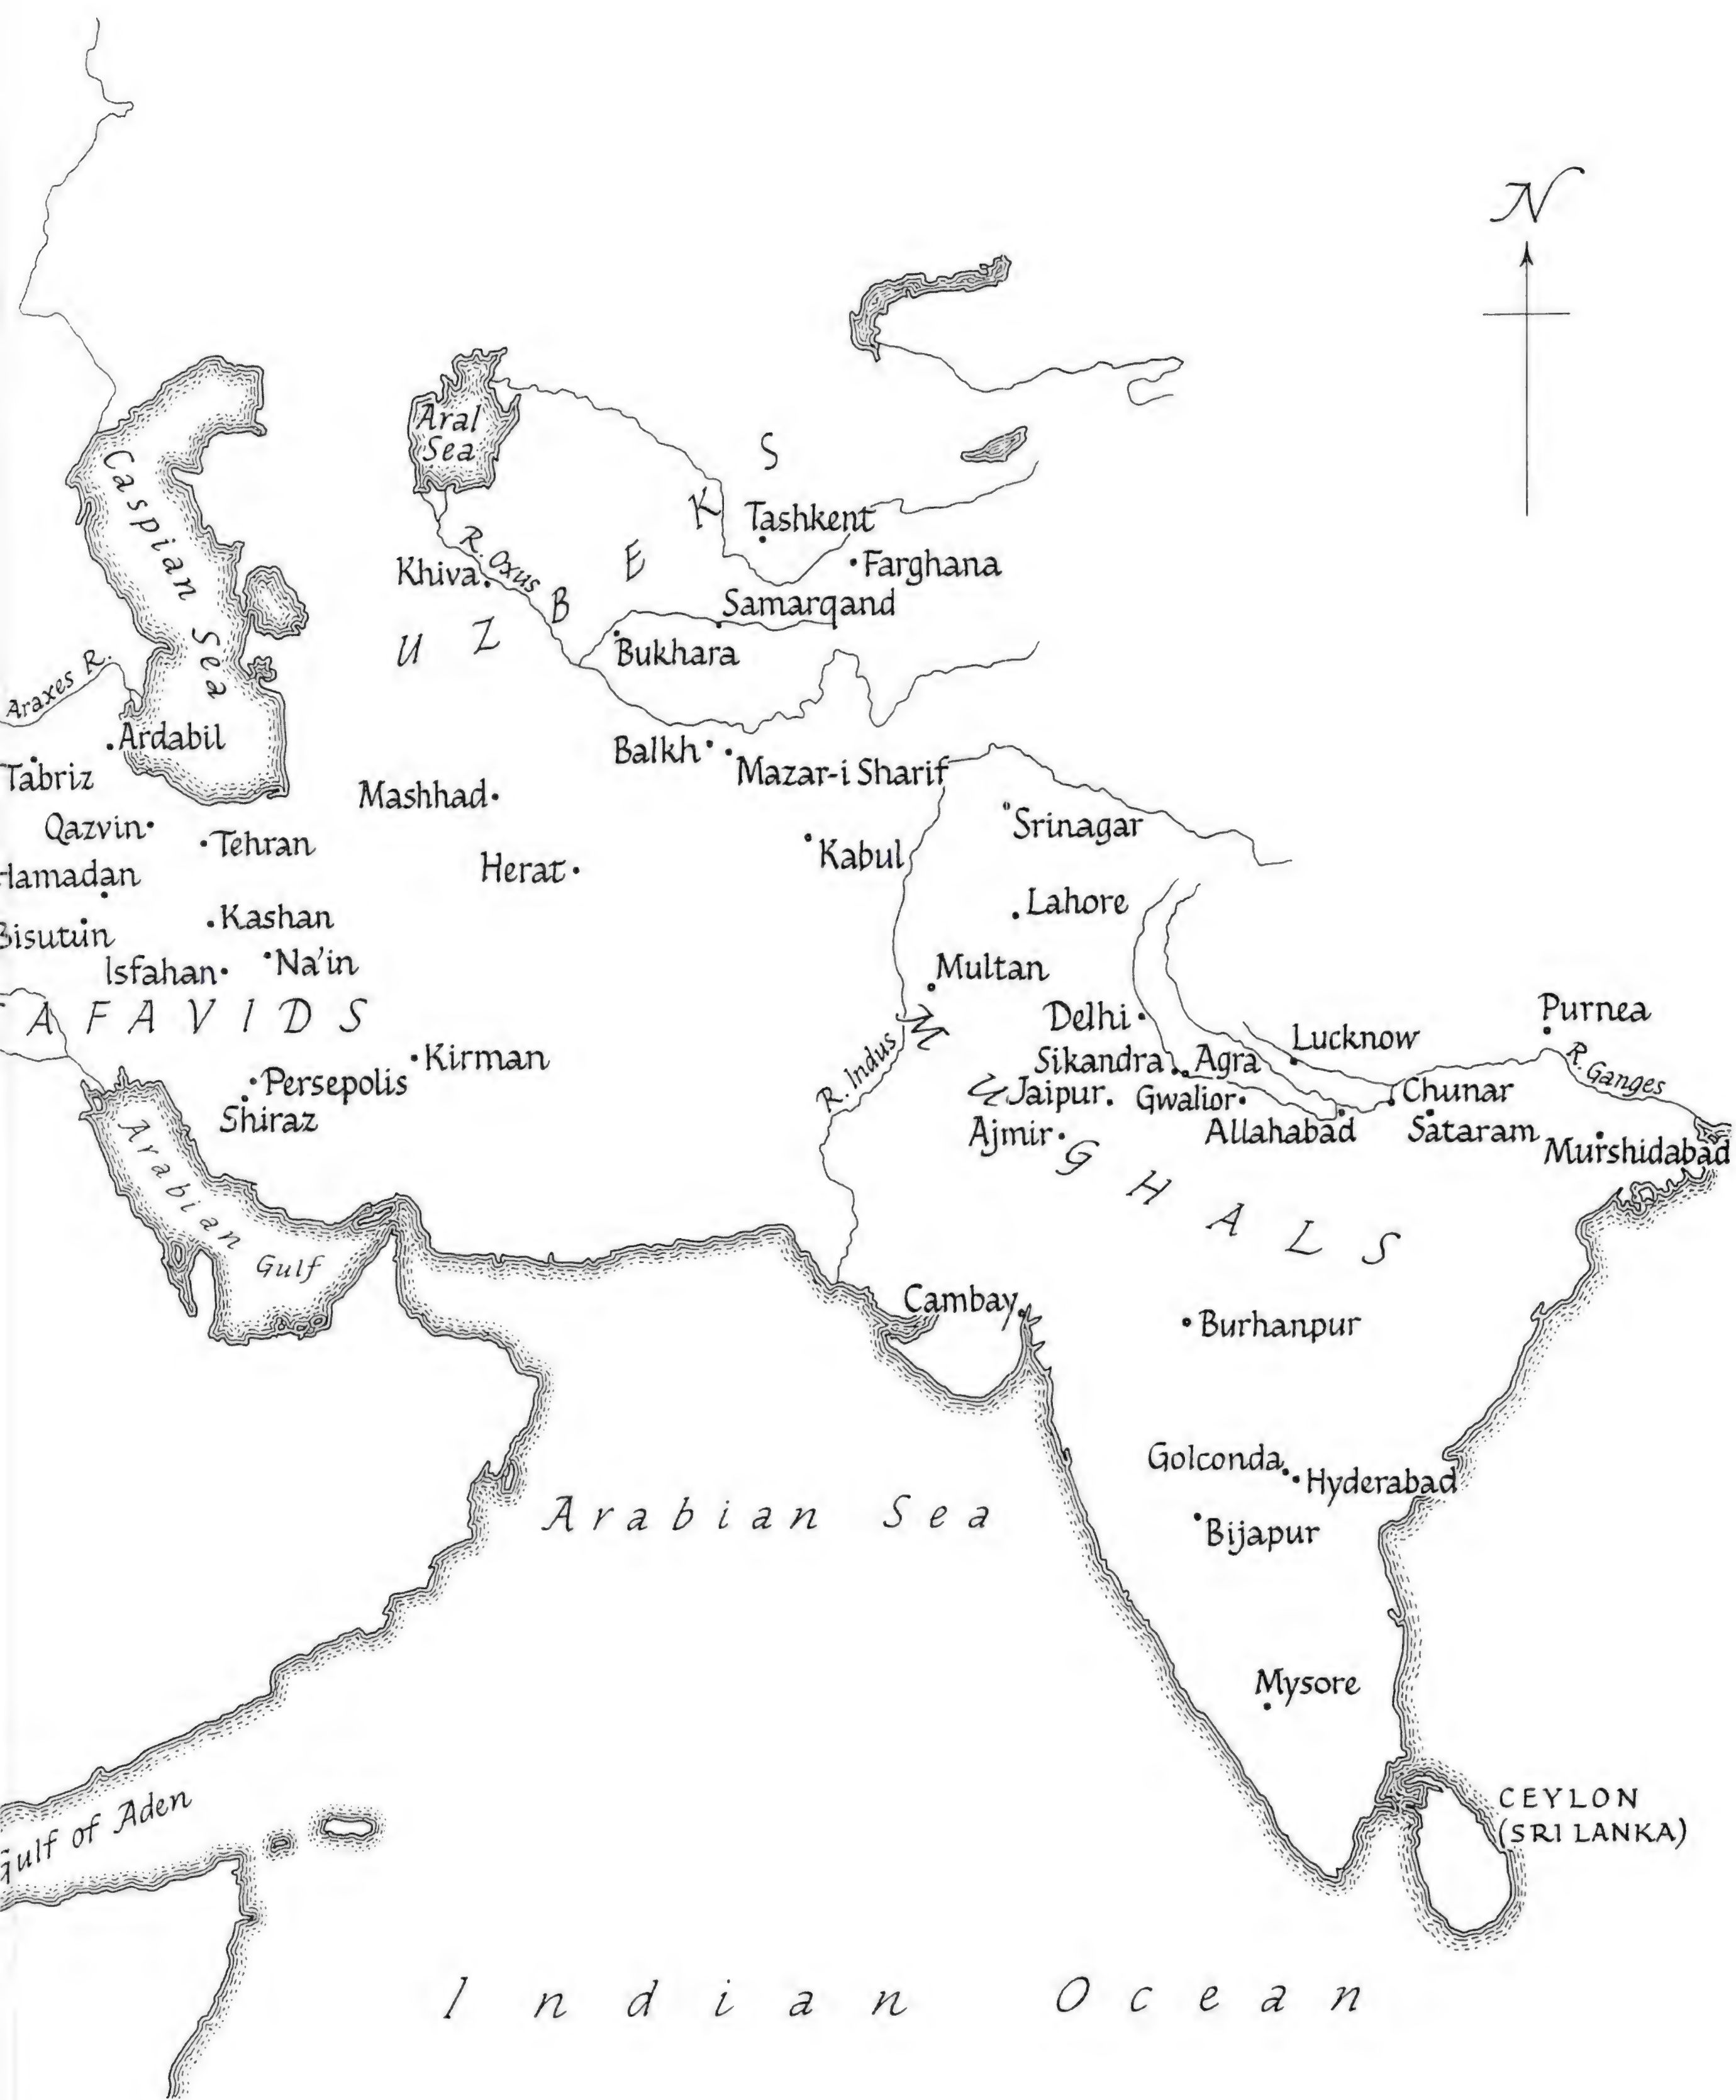 N
Aral
Sea
Caspian Sea
UZBEKS
Tashkent
R. Oxus
Khiva
Farghana
Samarqand
Bukhara
Araxes R.
Ardabil
Balkh
Mazar-i Sharif
Tabriz
Mashhad
Qazvin
Tehran
Srinagar
Kabul
Herat
Hamadan
Lahore
Kashan
Bisutun
Isfahan
Na'in
Multan
AFAVIDS
Delhi
Purnea
Lucknow
Kirman
Sikandra
Agra
R. Indus
R. Ganges
Persepolis
Shiraz
Jaipur
Gwalior
Chunar
Ajmir
Allahabad
Sataram
Murshidabad
MUGHALS
Arabian Gulf
Cambay
Burhanpur
Golconda
Hyderabad
Arabian Sea
Bijapur
Mysore
Gulf of Aden
CEYLON
(SRI LANKA)
Indian Ocean